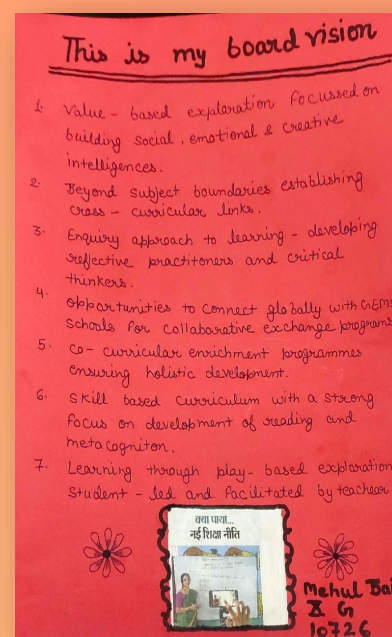 This is my board vision
1. Value - based exploration focussed on
building social, emotional & creative
intelligences.
2. Beyond subject boundaries establishing
cross - curricular links.
3. Enquiry approach to learning - developing
reflective practitoners and critical
thinkers.
4. opportunities to connect globally with GEMS
schools for collaborative exchange programs
5. co- curricular enrichment programmes
ensuring holistic development.
6. skill based curriculum with a strong
focus on development of reading and
metacogniton.
7. Learning through play - based exploration
student - led and facilitated by teacheer
क्या पाया...
नई शिक्षा नीति
Mehul
X G
10726